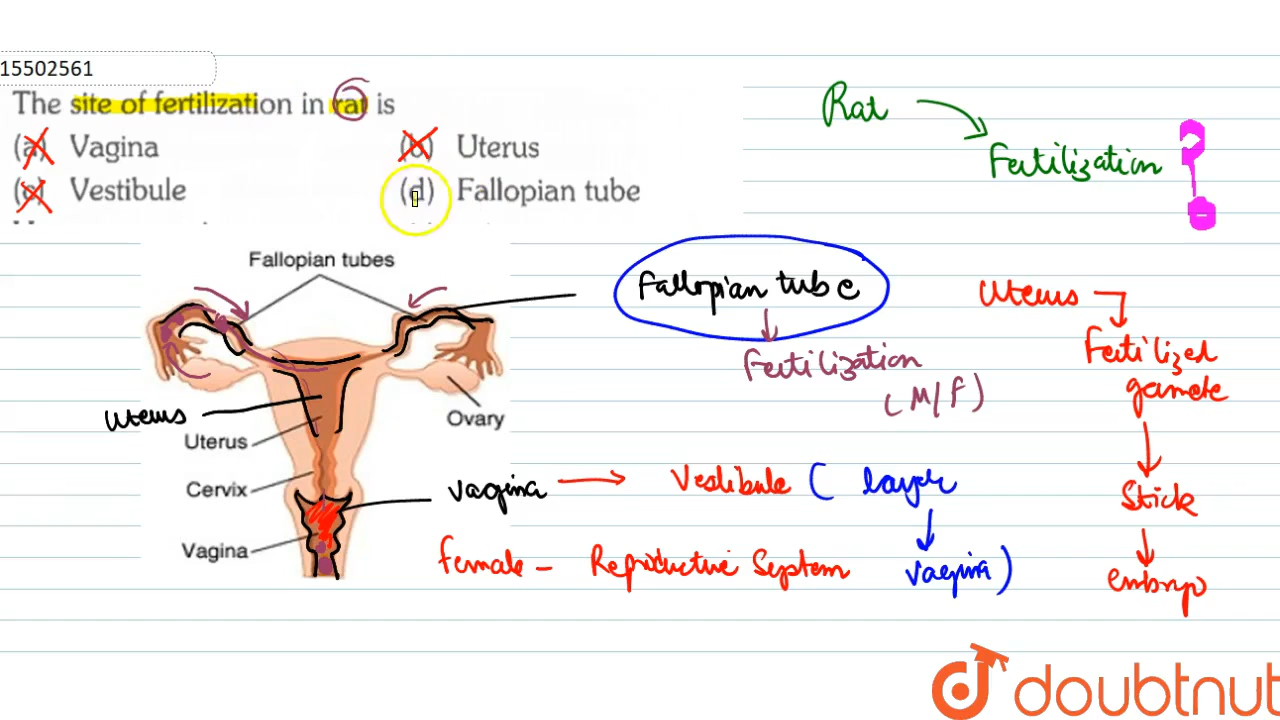 15502561
The site of fertilization in rat is
(a) Vagina (b) Uterus
(c) Vestibule (d) Fallopian tube
Rat
Fertilization ?
Fallopian tubes
Fallopian tube
Uterus
Fertilization
(M/F)
Fertilized
gamete
Uterus
Ovary
Uterus
Cervix
Vagina
vagina
Vestibule ( layer
vagina)
Stick
embryo
Female - Reproductive System
doubtnut